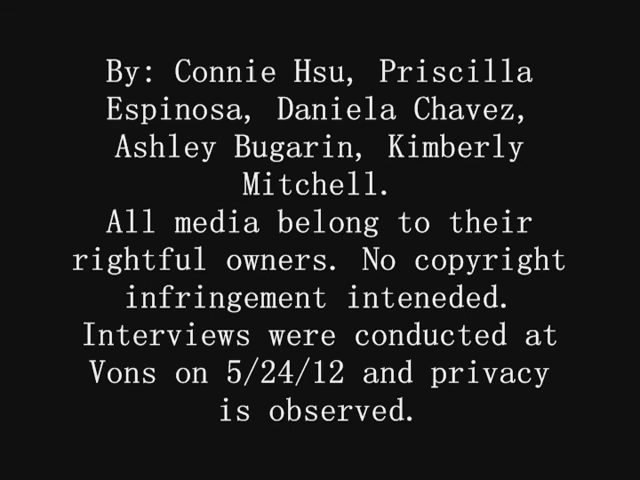 By: Connie Hsu, Priscilla
Espinosa, Daniela Chavez,
Ashley Bugarin, Kimberly
Mitchell.
All media belong to their
rightful owners. No copyright
infringement inteneded.
Interviews were conducted at
Vons on 5/24/12 and privacy
is observed.